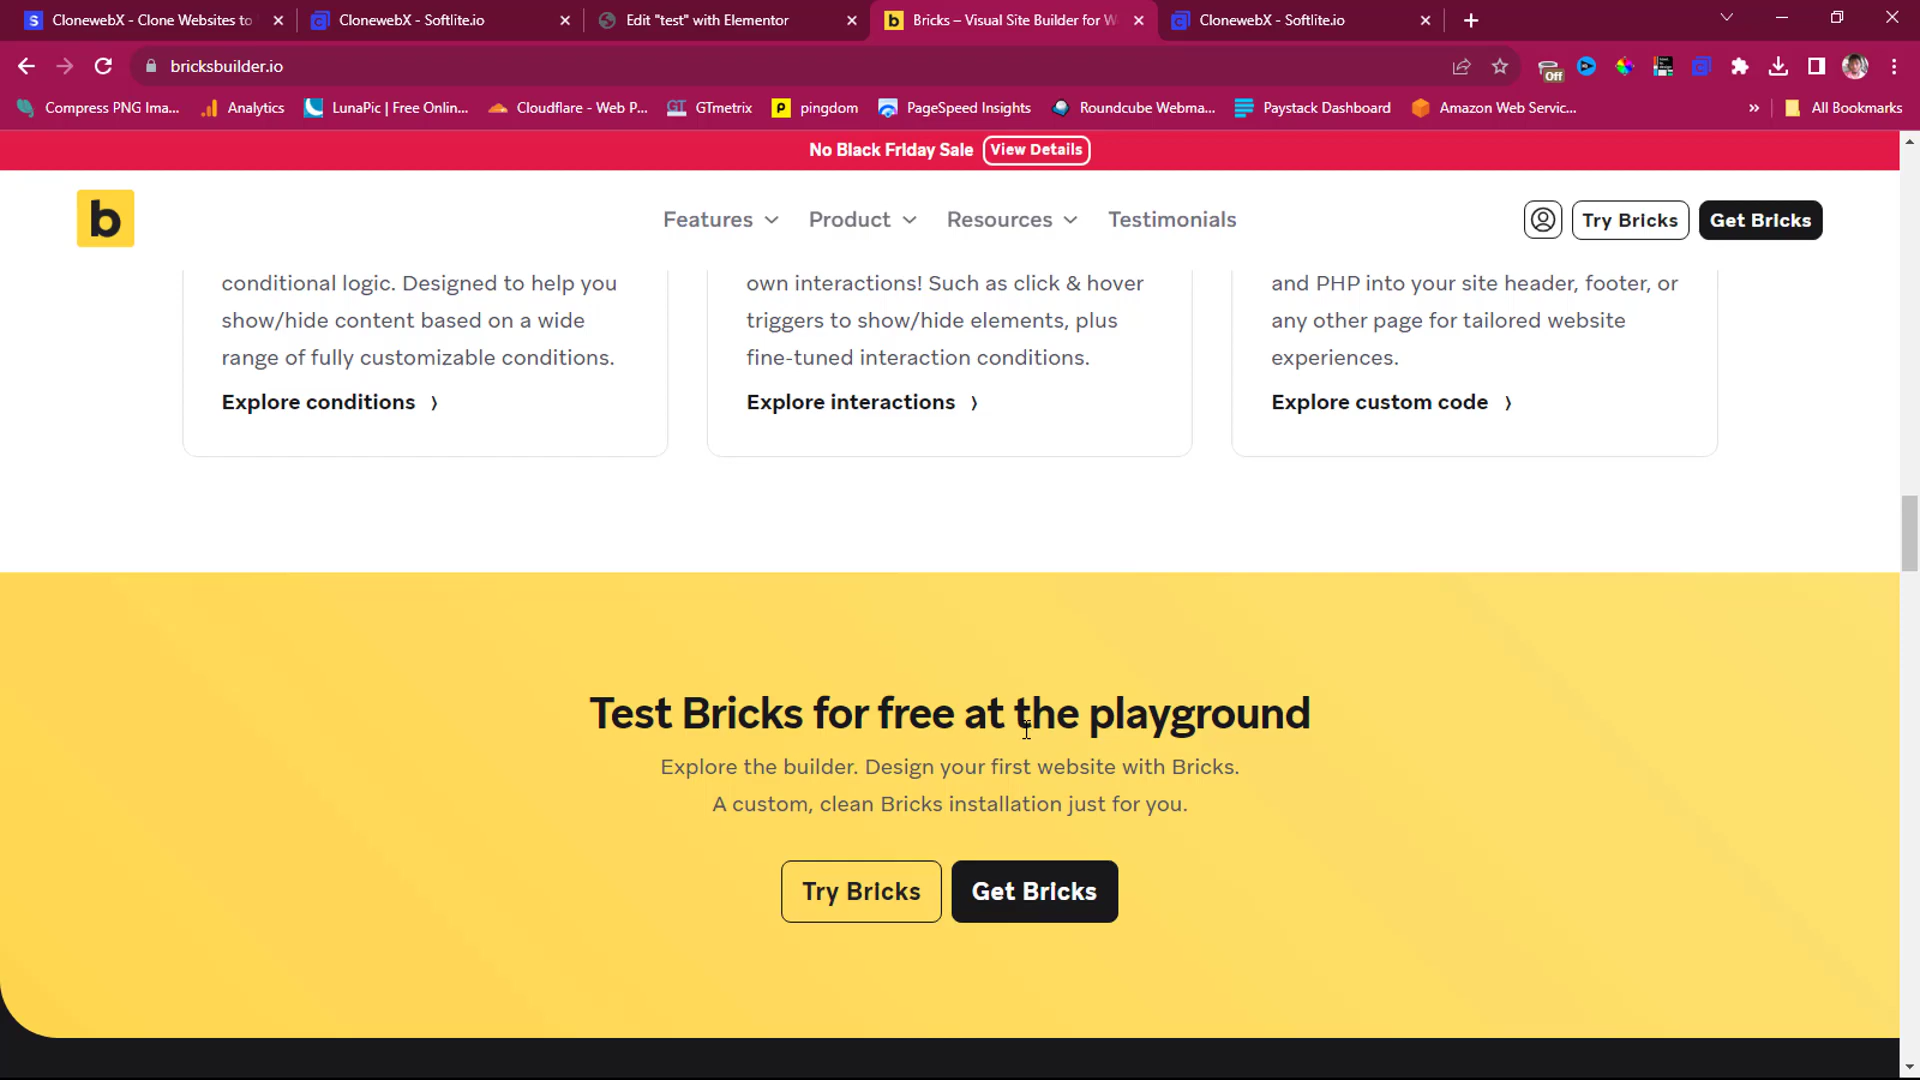 ClonewebX - Clone Websites to
ClonewebX - Softlite.io
Edit "test" with Elementor
b
Bricks – Visual Site Builder for W
ClonewebX - Softlite.io
bricksbuilder.io
Off
Compress PNG Ima...
Analytics
LunaPic | Free Onlin...
Cloudflare - Web P...
GTmetrix
pingdom
PageSpeed Insights
Roundcube Webma...
Paystack Dashboard
Amazon Web Servic...
»
All Bookmarks
No Black Friday Sale
View Details
b
Features
Product
Resources
Testimonials
Try Bricks
Get Bricks
conditional logic. Designed to help you
show/hide content based on a wide
range of fully customizable conditions.
Explore conditions
own interactions! Such as click & hover
triggers to show/hide elements, plus
fine-tuned interaction conditions.
Explore interactions
and PHP into your site header, footer, or
any other page for tailored website
experiences.
Explore custom code
Test Bricks for free at the playground
Explore the builder. Design your first website with Bricks.
A custom, clean Bricks installation just for you.
Try Bricks
Get Bricks